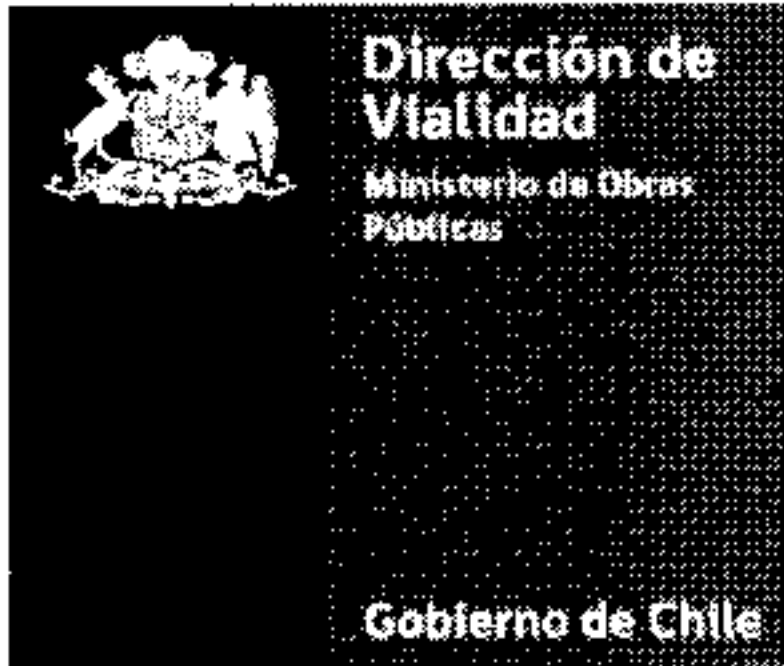 Dirección de
Vialidad
Ministerio de Obras
Públicas
Gobierno de Chile